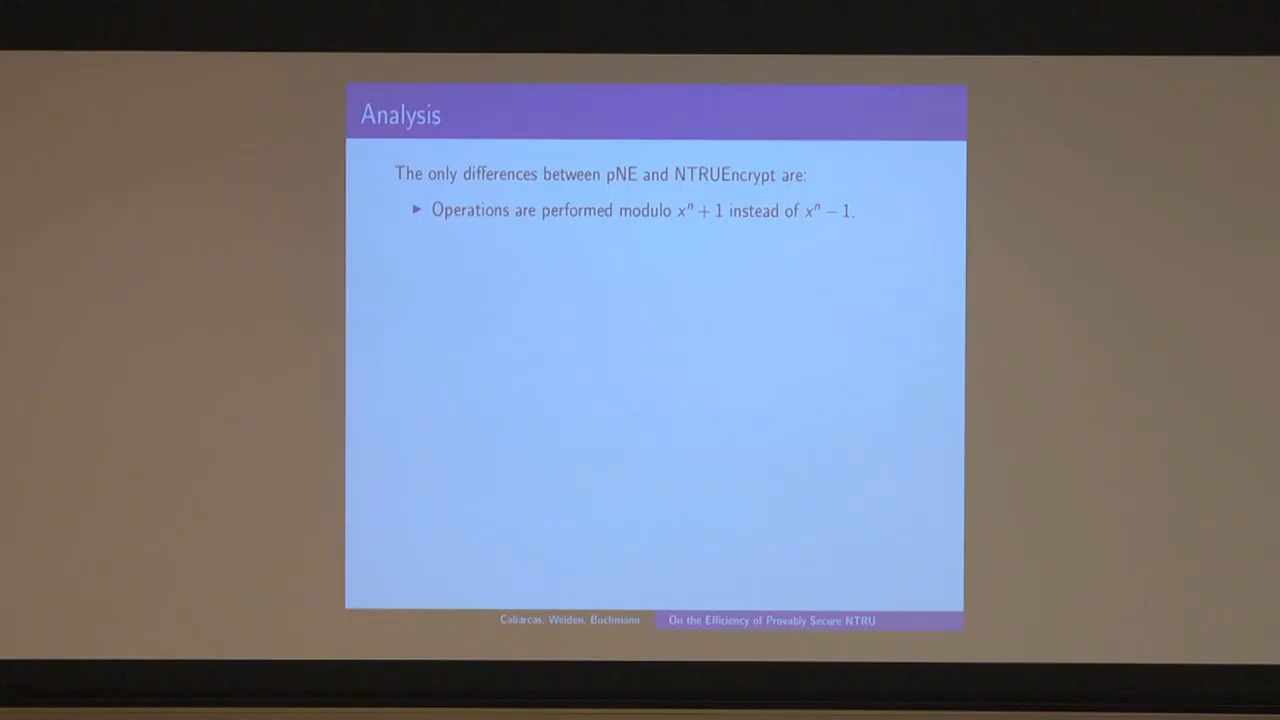 Analysis
The only differences between pNE and NTRUEncrypt are:
▶ Operations are performed modulo xⁿ + 1 instead of xⁿ − 1.
Cabarcas, Weiden, Buchmann On the Efficiency of Provably Secure NTRU